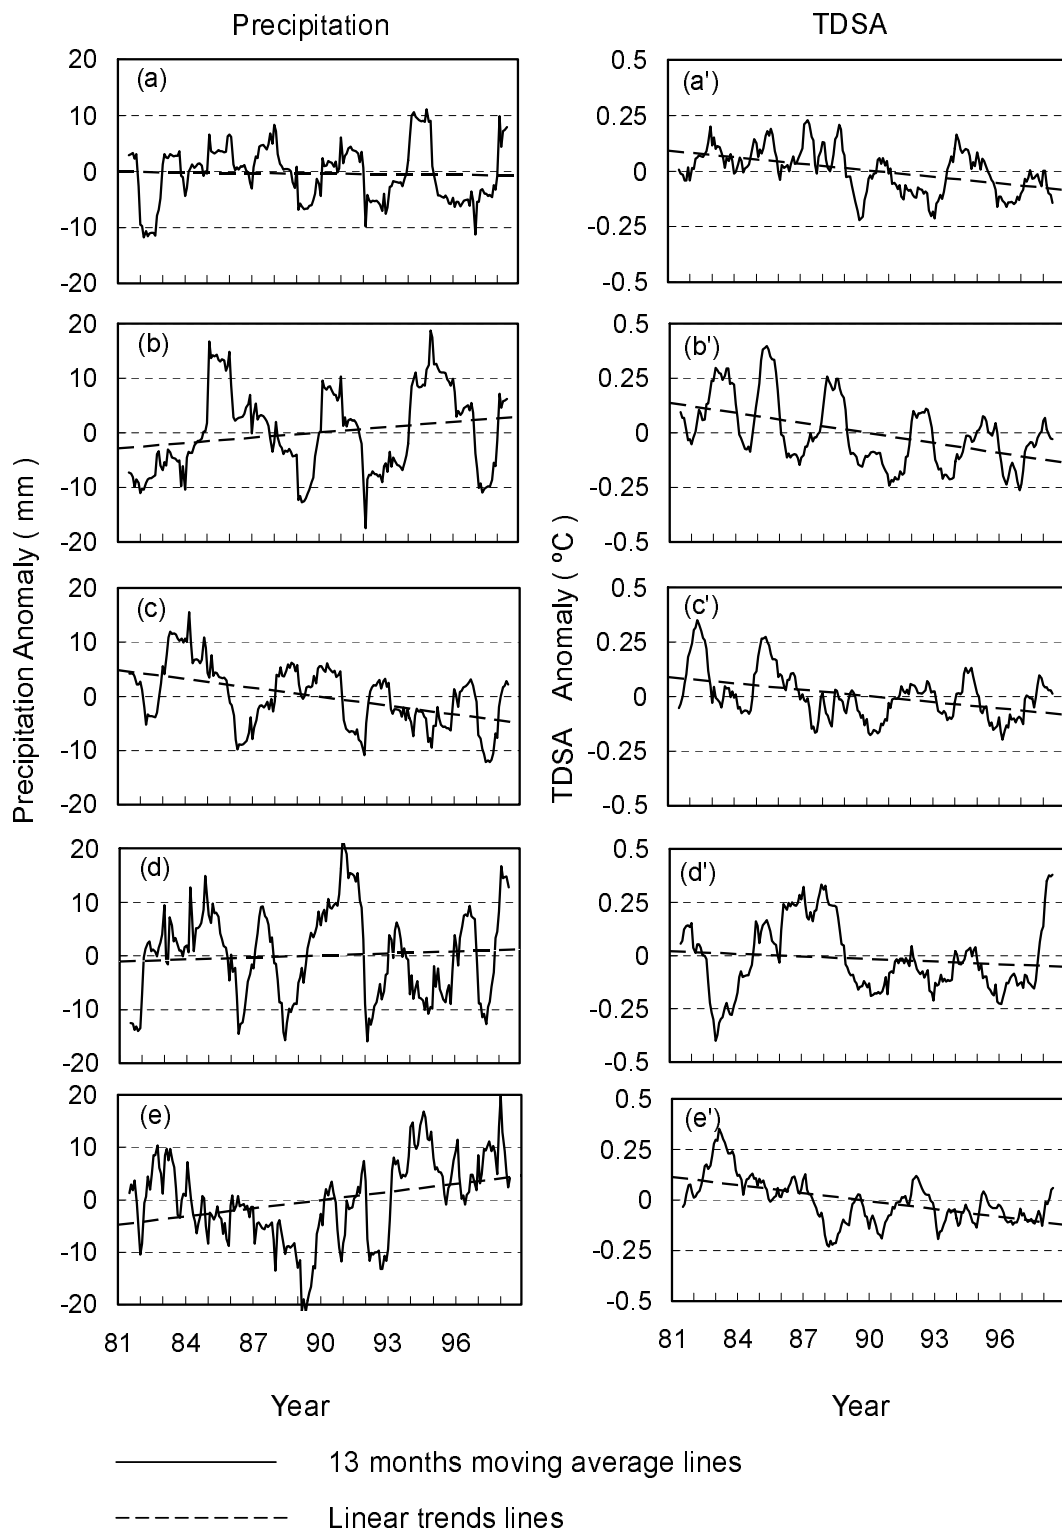 Precipitation
TDSA
20 (a) 0.5 (a')
10 0.25
0 0
-10 -0.25
-20 -0.5
20 (b) 0.5 (b')
10 0.25
0 0
-10 -0.25
-20 -0.5
20 (c) 0.5 (c')
10 0.25
0 0
-10 -0.25
-20 -0.5
20 (d) 0.5 (d')
10 0.25
0 0
-10 -0.25
-20 -0.5
20 (e) 0.5 (e')
10 0.25
0 0
-10 -0.25
-20 -0.5
Precipitation Anomaly ( mm )
TDSA Anomaly ( ºC )
81 84 87 90 93 96
81 84 87 90 93 96
Year
Year
13 months moving average lines
Linear trends lines